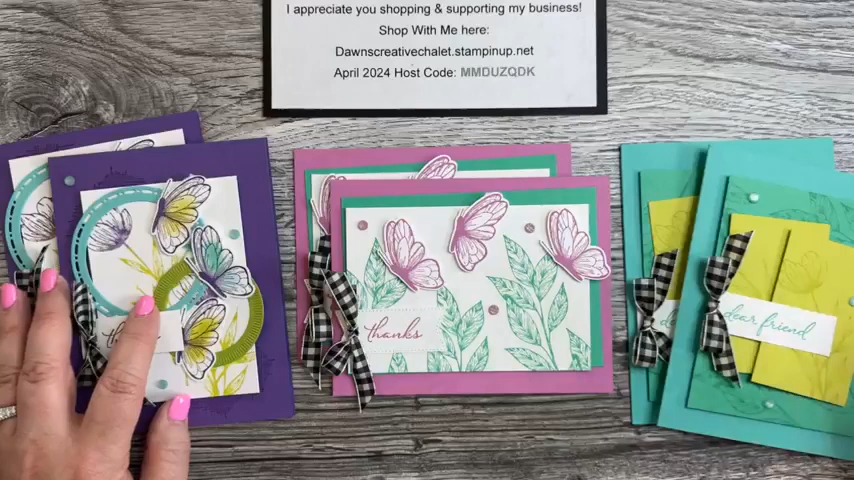 I appreciate you shopping & supporting my business!
Shop With Me here:
Dawnscreativechalet.stampinup.net
April 2024 Host Code: MMDUZQDK
thanks
dear friend